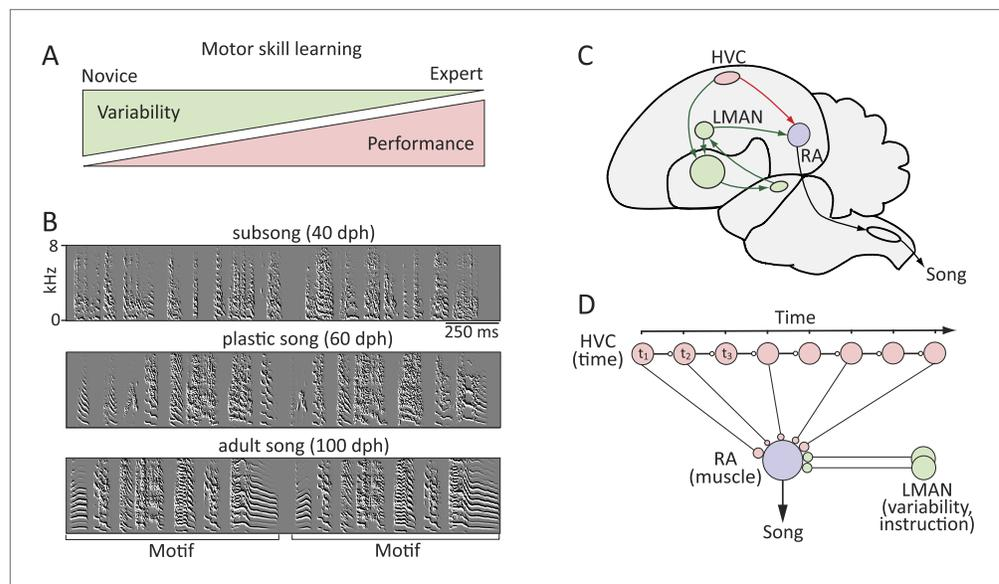 A
Motor skill learning
Novice
Expert
Variability
Performance
B
subsong (40 dph)
8
kHz
0
250 ms
plastic song (60 dph)
adult song (100 dph)
Motif
Motif
C
HVC
LMAN
RA
Song
D
Time
HVC
(time)
t1
t2
t3
RA
(muscle)
LMAN
(variability,
instruction)
Song